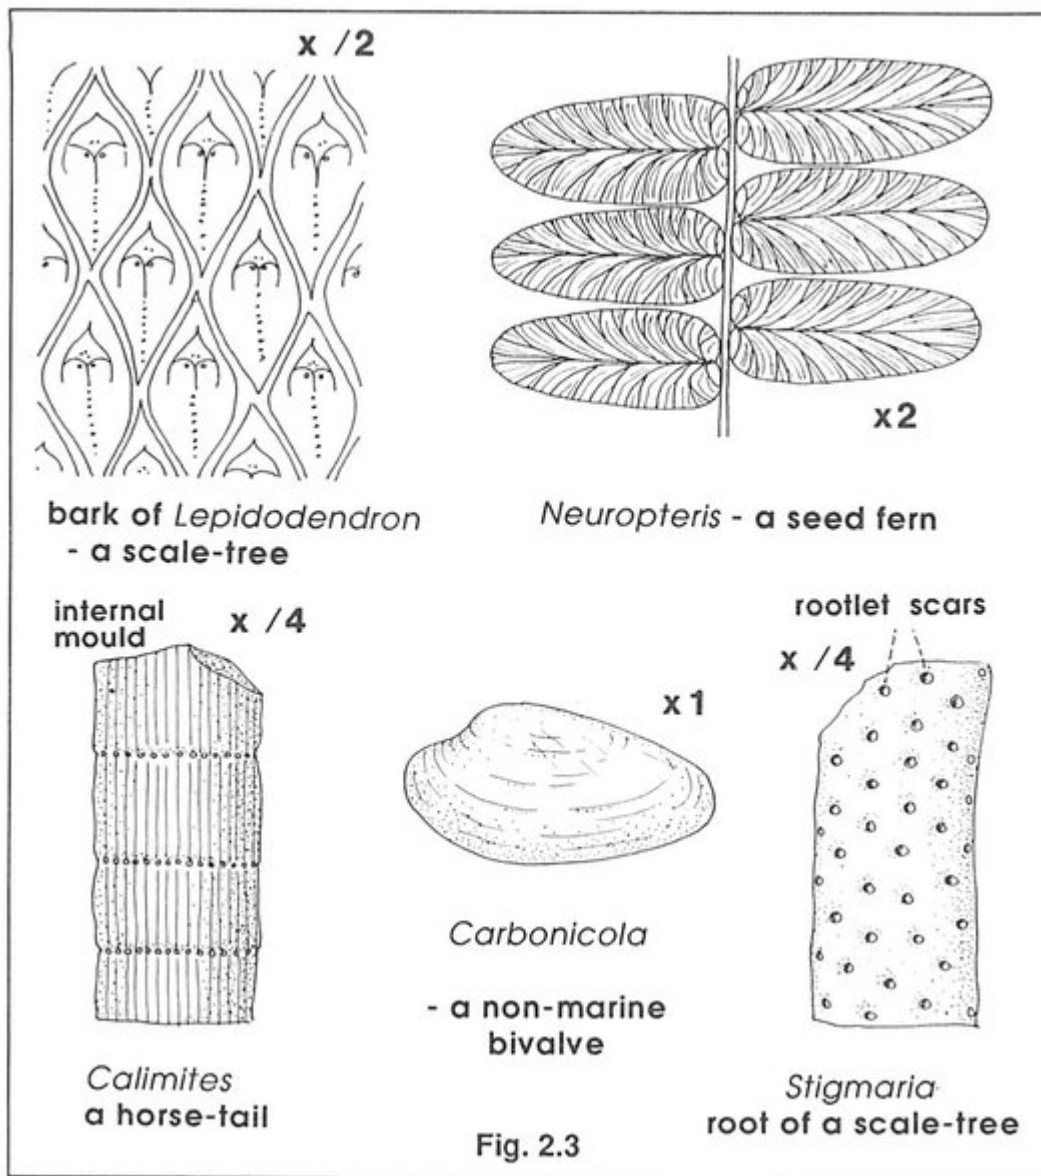 x /2
bark of Lepidodendron
- a scale-tree
x2
Neuropteris - a seed fern
internal
mould
x /4
Calimites
a horse-tail
x1
Carbonicola
- a non-marine
bivalve
rootlet scars
x /4
Stigmaria
root of a scale-tree
Fig. 2.3